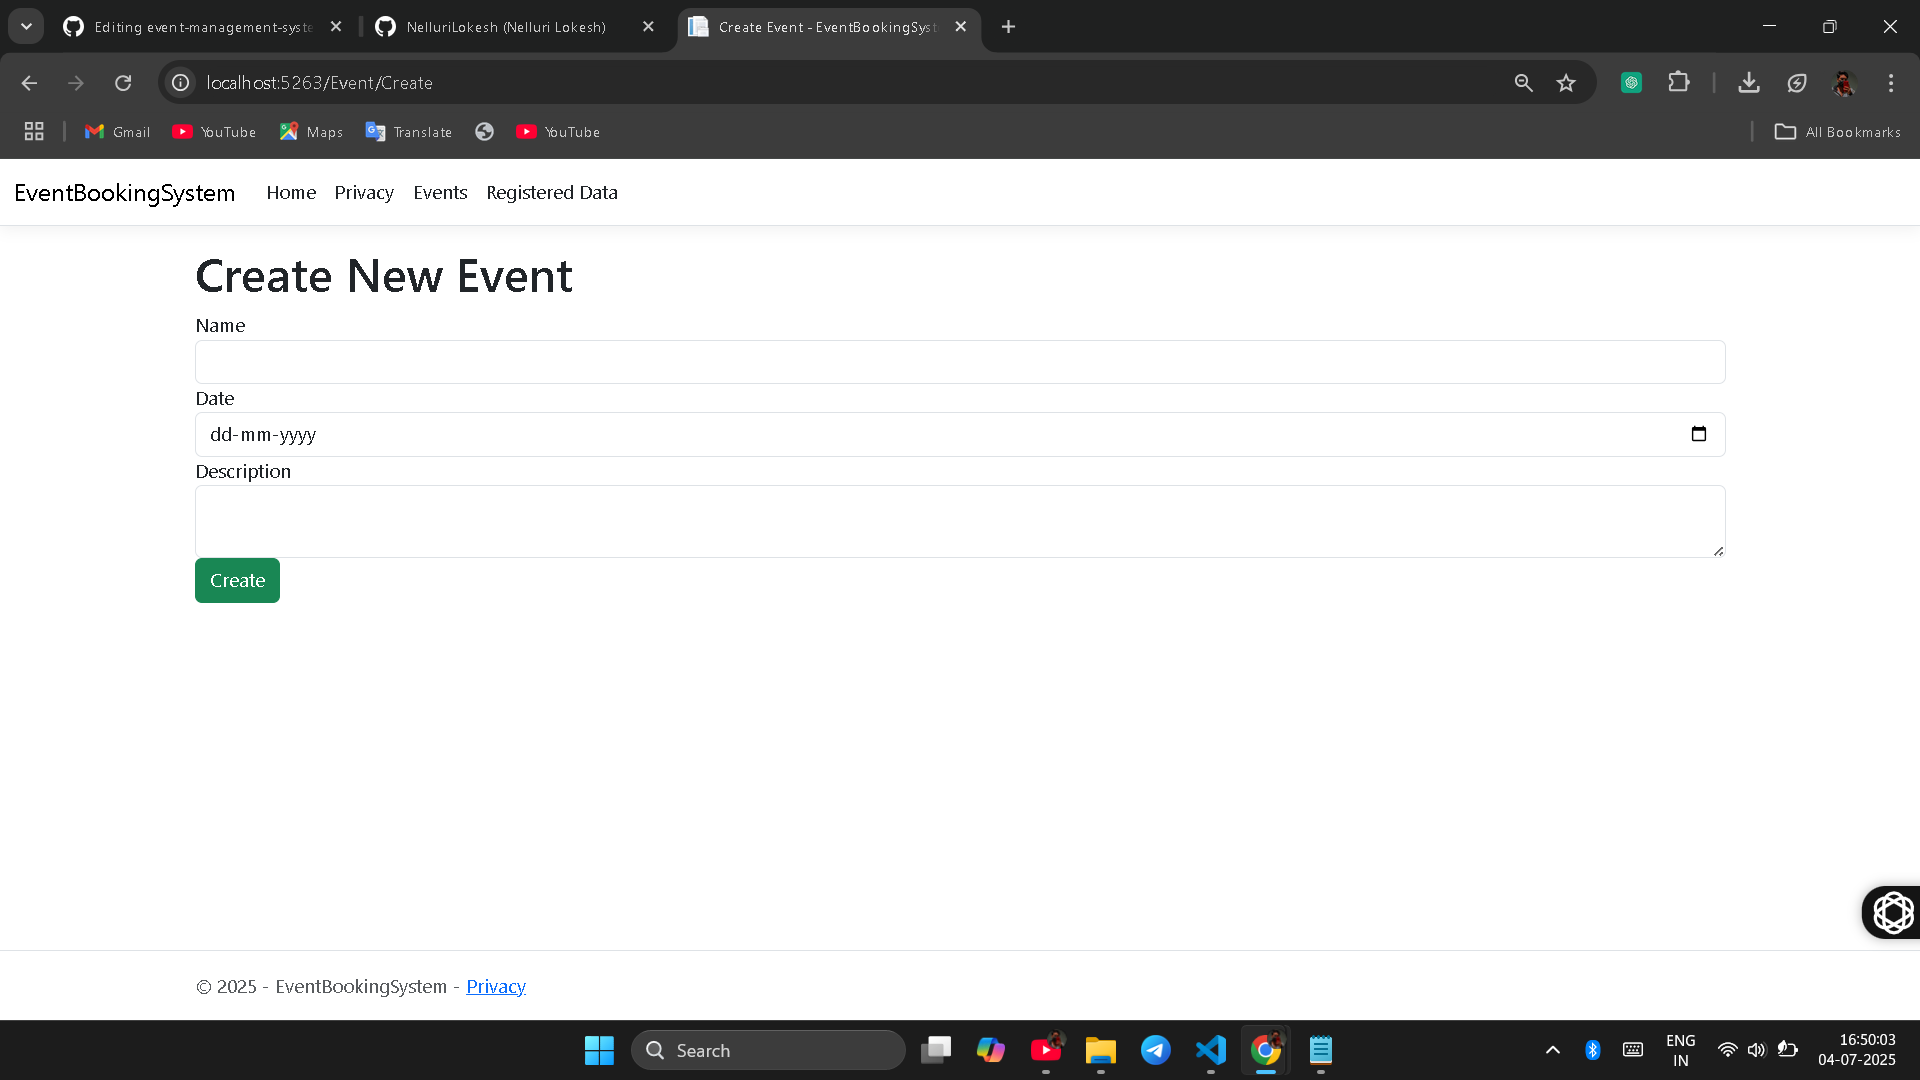 Editing event-management-syste
NelluriLokesh (Nelluri Lokesh)
Create Event - EventBookingSyst
localhost:5263/Event/Create
Gmail
YouTube
Maps
Translate
YouTube
All Bookmarks
EventBookingSystem
Home
Privacy
Events
Registered Data
Create New Event
Name
Date
dd-mm-yyyy
Description
Create
© 2025 - EventBookingSystem - Privacy
Search
ENG
IN
16:50:03
04-07-2025